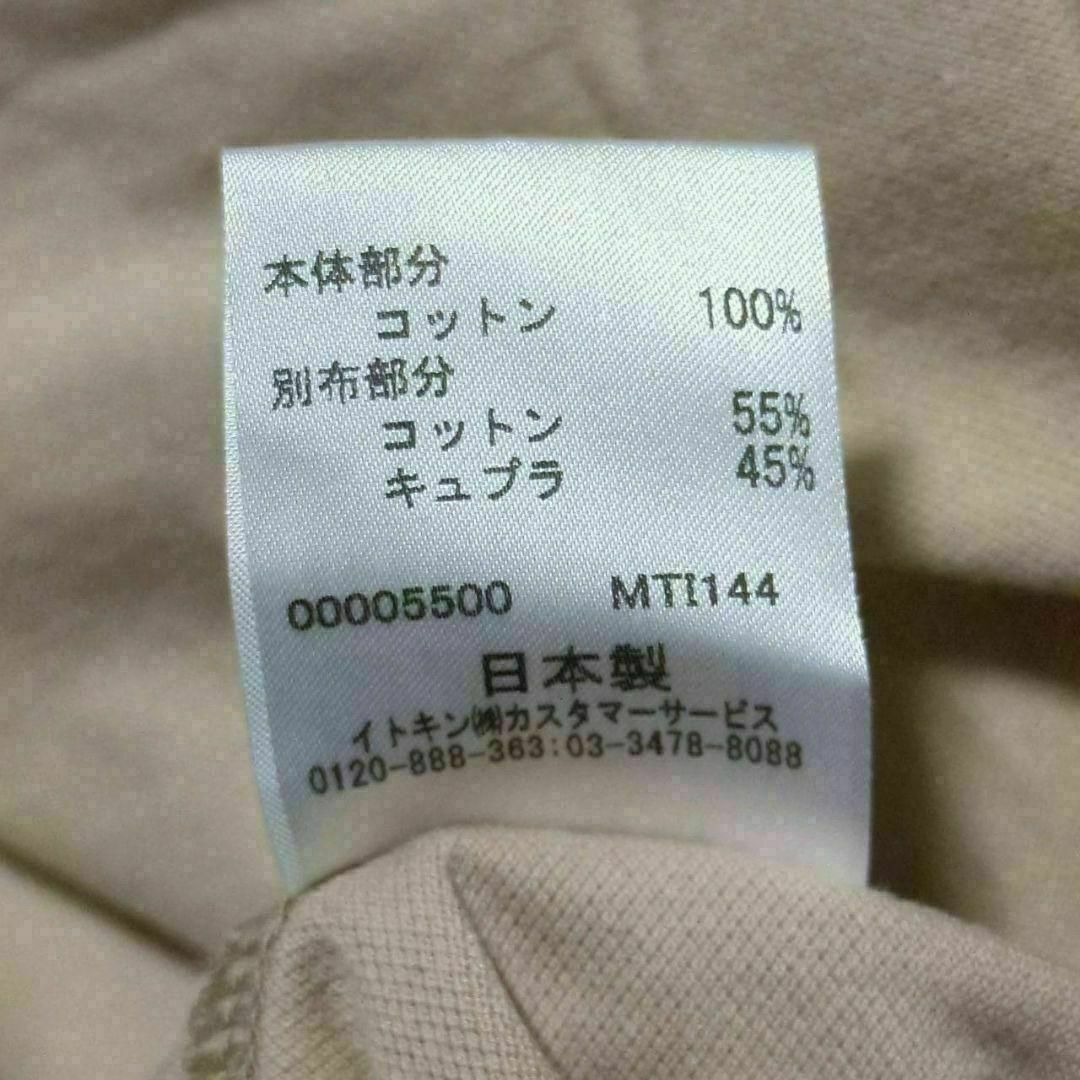 本体部分
コットン 100%
別布部分
コットン 55%
キュプラ 45%
00005500 MTI144
日本製
イトキン㈱カスタマーサービス
0120-888-363:03-3478-8088